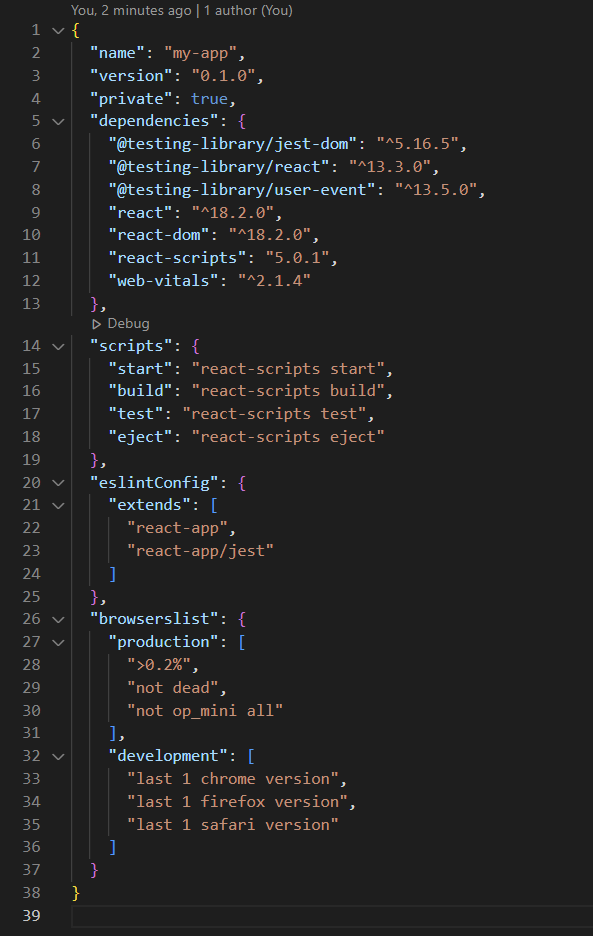 You, 2 minutes ago | 1 author (You)
1 {
2 "name": "my-app",
3 "version": "0.1.0",
4 "private": true,
5 "dependencies": {
6 "@testing-library/jest-dom": "^5.16.5",
7 "@testing-library/react": "^13.3.0",
8 "@testing-library/user-event": "^13.5.0",
9 "react": "^18.2.0",
10 "react-dom": "^18.2.0",
11 "react-scripts": "5.0.1",
12 "web-vitals": "^2.1.4"
13 },
Debug
14 "scripts": {
15 "start": "react-scripts start",
16 "build": "react-scripts build",
17 "test": "react-scripts test",
18 "eject": "react-scripts eject"
19 },
20 "eslintConfig": {
21 "extends": [
22 "react-app",
23 "react-app/jest"
24 ]
25 },
26 "browserslist": {
27 "production": [
28 ">0.2%",
29 "not dead",
30 "not op_mini all"
31 ],
32 "development": [
33 "last 1 chrome version",
34 "last 1 firefox version",
35 "last 1 safari version"
36 ]
37 }
38 }
39